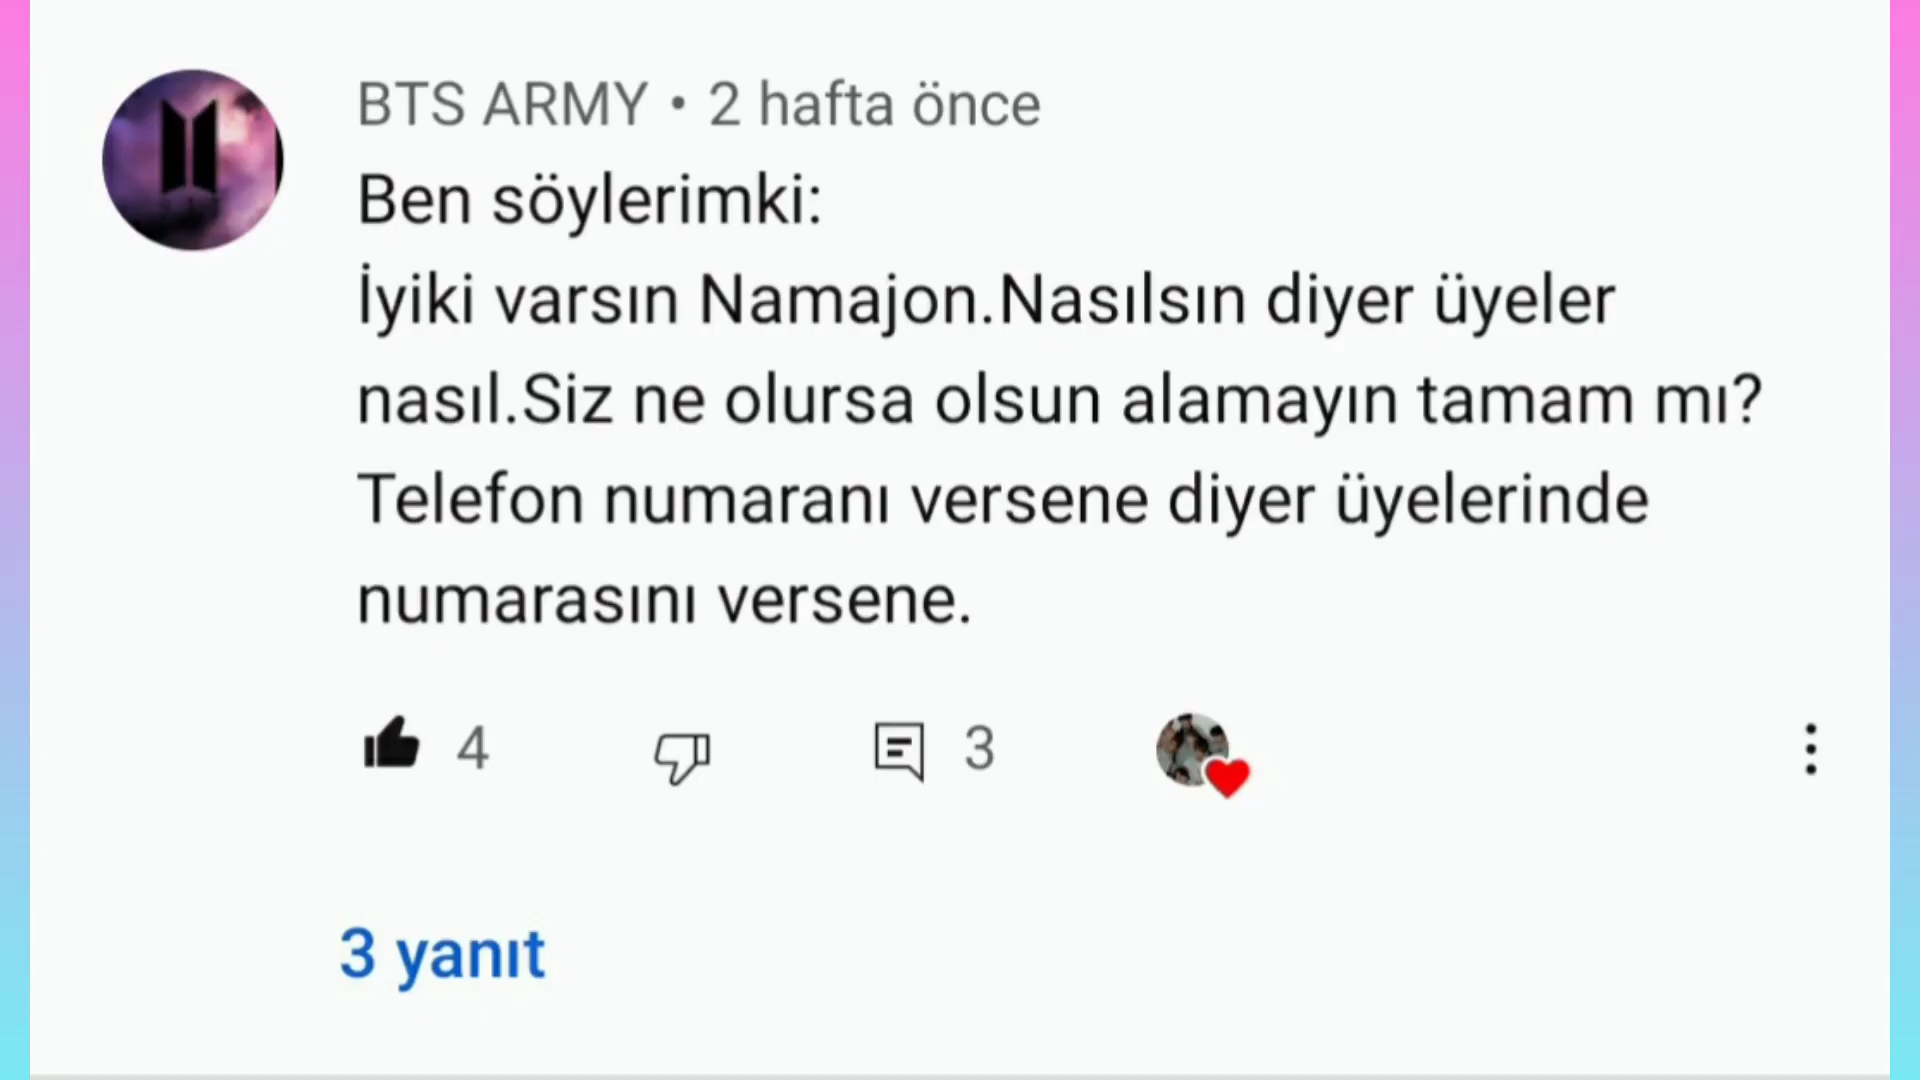 BTS ARMY • 2 hafta önce
Ben söylerimki:
İyiki varsın Namajon.Nasılsın diyer üyeler
nasıl.Siz ne olursa olsun alamayın tamam mı?
Telefon numaranı versene diyer üyelerinde
numarasını versene.
4 3
3 yanıt